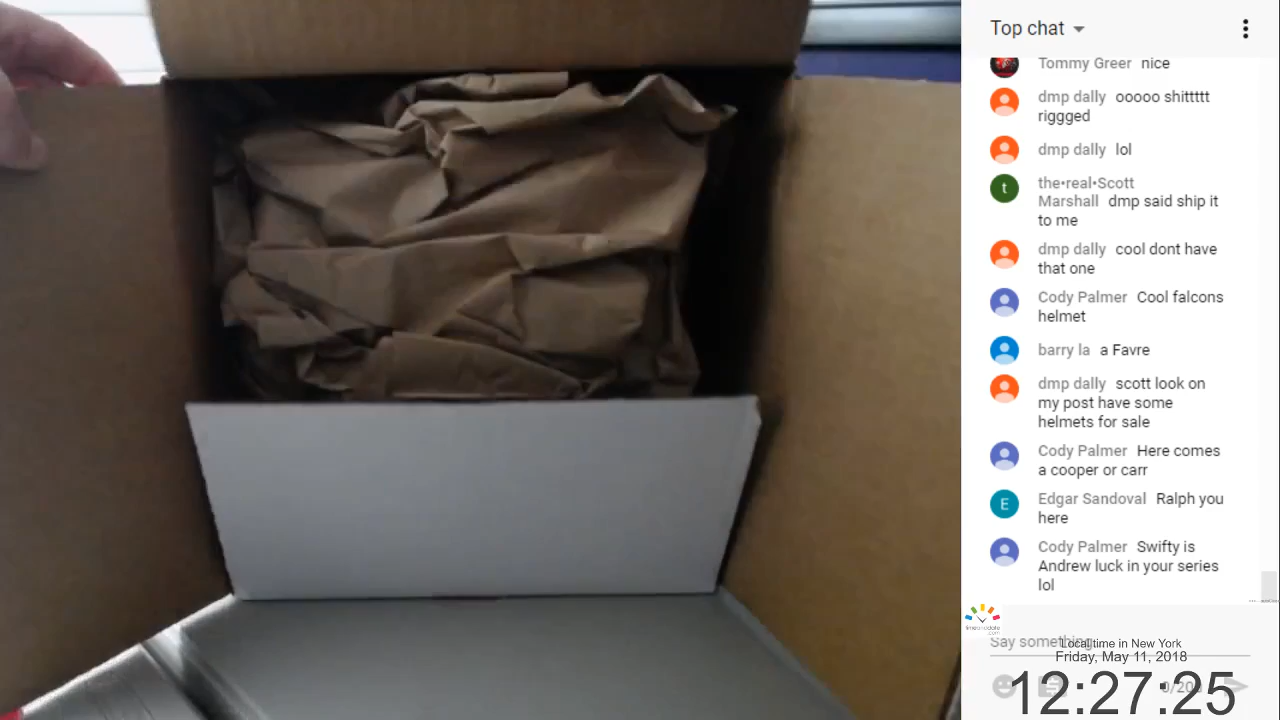 Top chat
Tommy Greer nice
dmp dally ooooo shittttt
riggged
dmp dally lol
the•real•Scott
Marshall dmp said ship it
to me
dmp dally cool dont have
that one
Cody Palmer Cool falcons
helmet
barry la a Favre
dmp dally scott look on
my post have some
helmets for sale
Cody Palmer Here comes
a cooper or carr
E Edgar Sandoval Ralph you
here
Cody Palmer Swifty is
Andrew luck in your series
lol
Say something...
Local time in New York
Friday, May 11, 2018
12:27:25